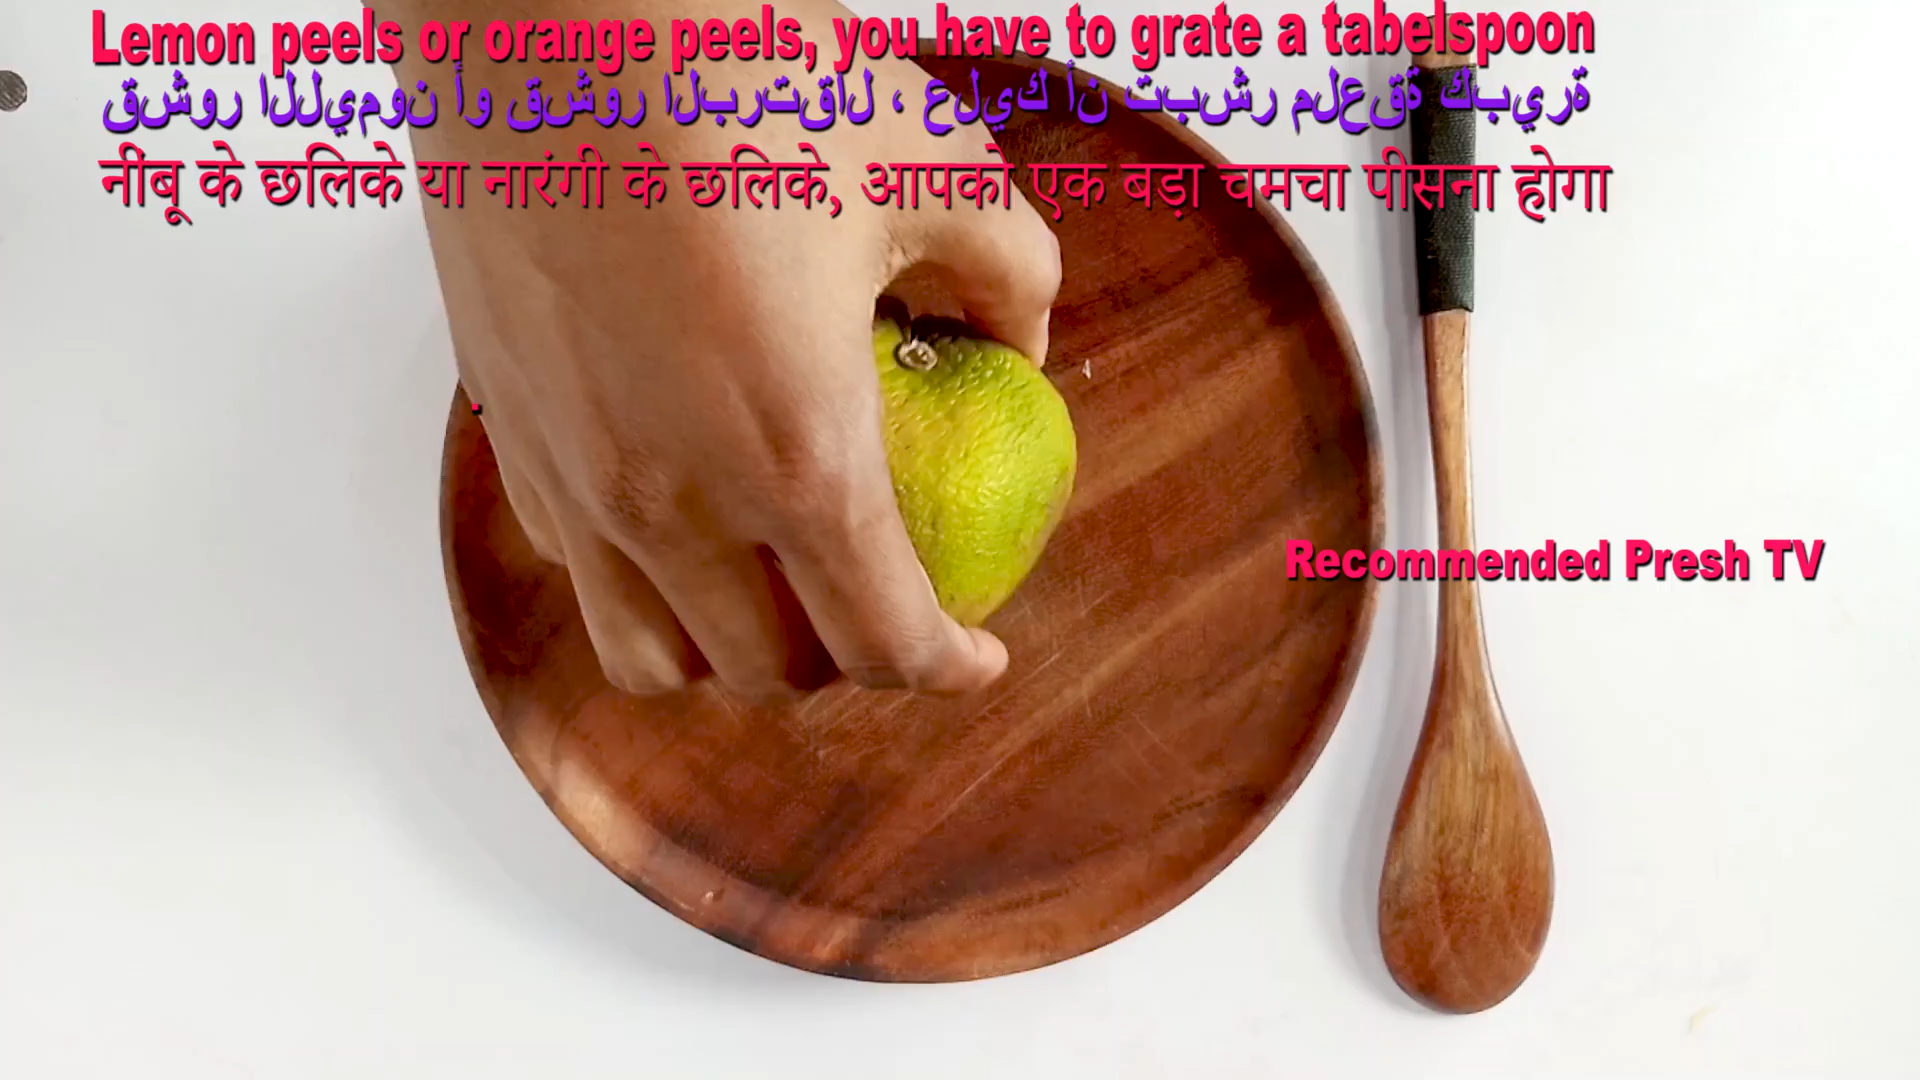 Lemon peels or orange peels, you have to grate a tabelspoon
قشور الليمون أو قشور البرتقال ، عليك أن تبشر ملعقة كبيرة
नींबू के छलिके या नारंगी के छलिके, आपको एक बड़ा चमचा पीसना होगा
Recommended Presh TV